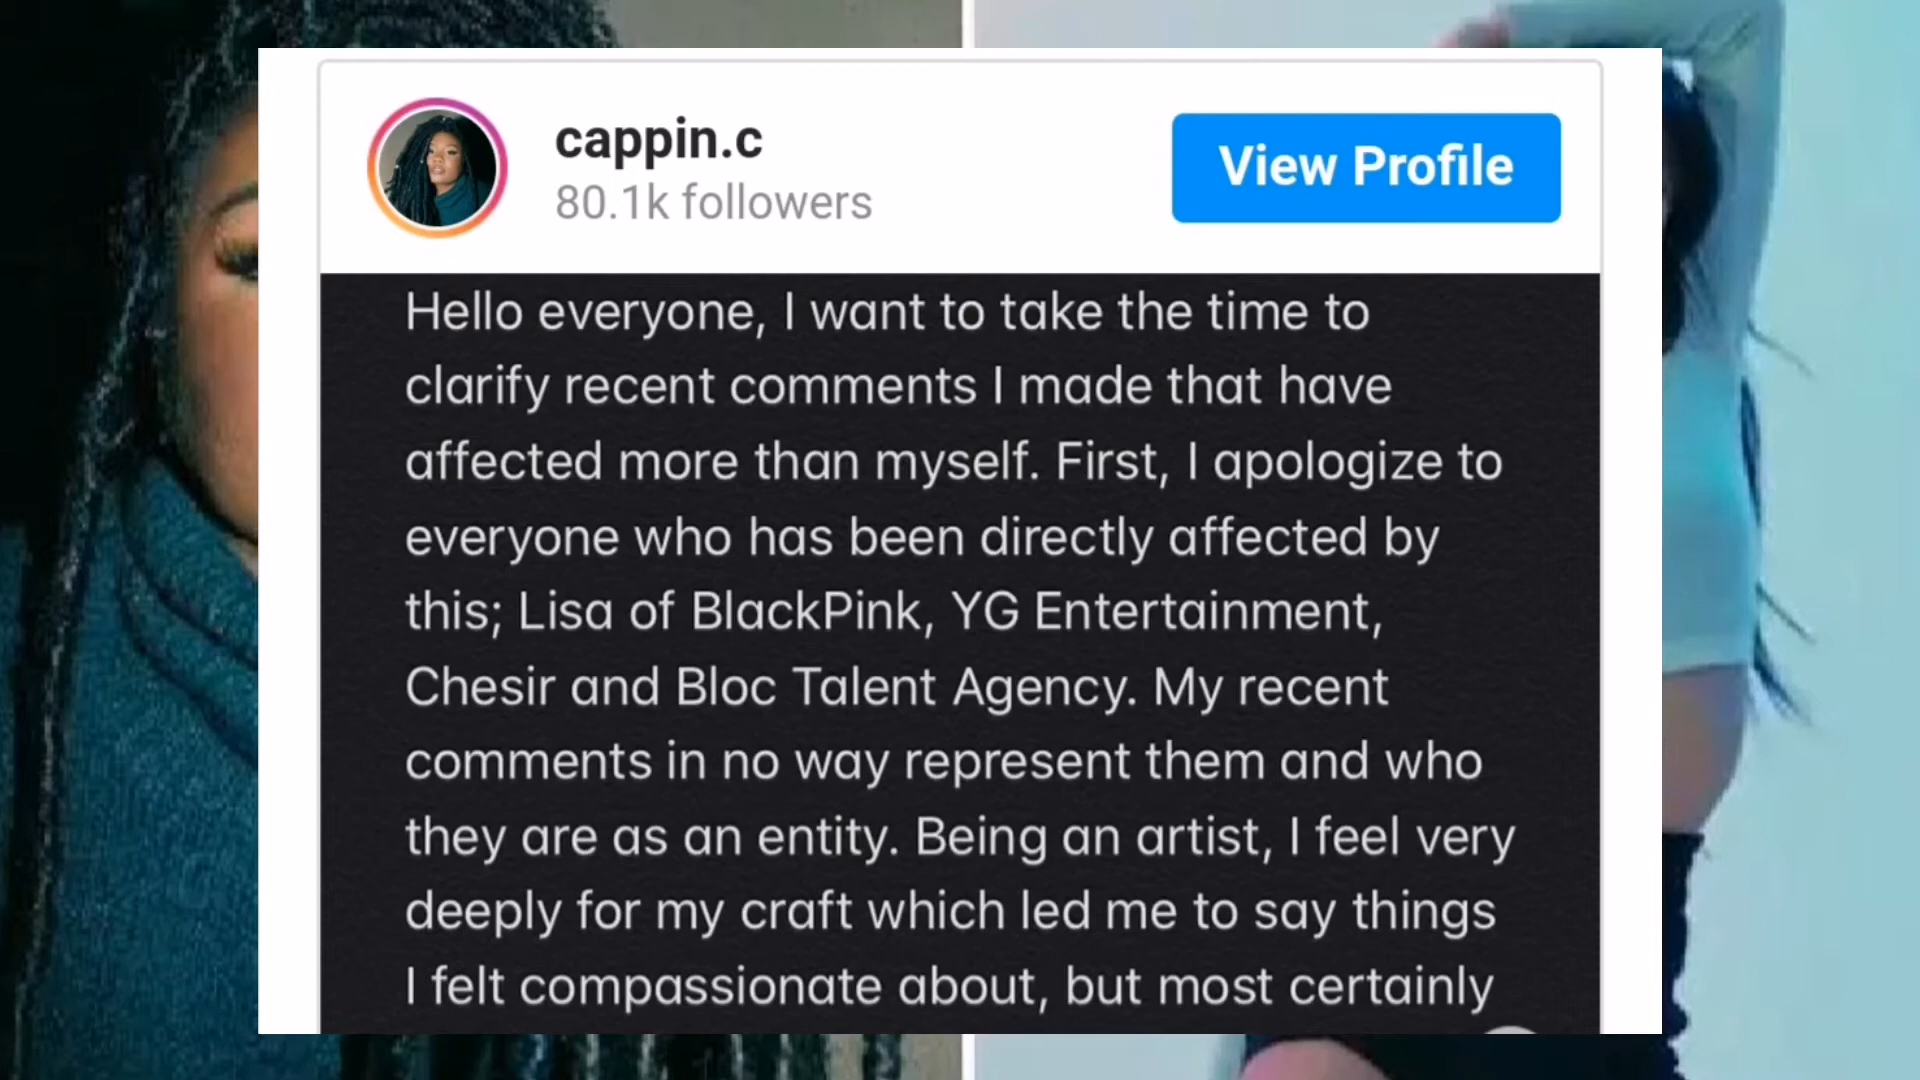 cappin.c
80.1k followers
View Profile
Hello everyone, I want to take the time to
clarify recent comments I made that have
affected more than myself. First, I apologize to
everyone who has been directly affected by
this; Lisa of BlackPink, YG Entertainment,
Chesir and Bloc Talent Agency. My recent
comments in no way represent them and who
they are as an entity. Being an artist, I feel very
deeply for my craft which led me to say things
I felt compassionate about, but most certainly